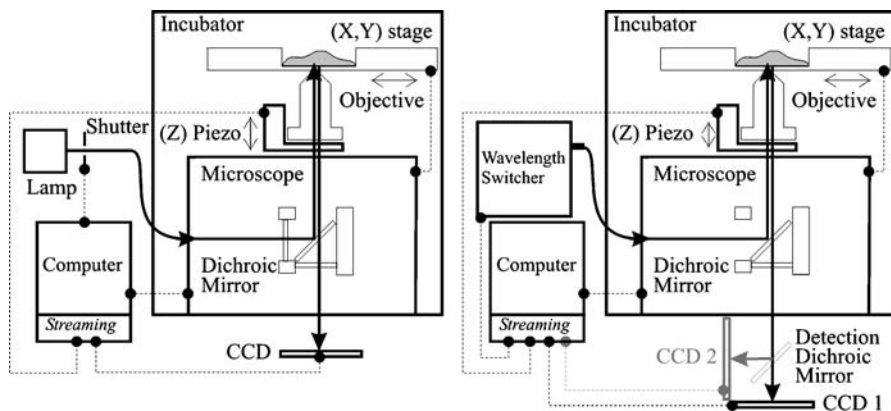 Incubator
(X,Y) stage
Objective
(Z) Piezo
Shutter
Lamp
Microscope
Computer
Dichroic
Mirror
Streaming
CCD
Incubator
(X,Y) stage
Objective
(Z) Piezo
Wavelength
Switcher
Microscope
Computer
Dichroic
Mirror
Streaming
CCD 2
Detection
Dichroic
Mirror
CCD 1